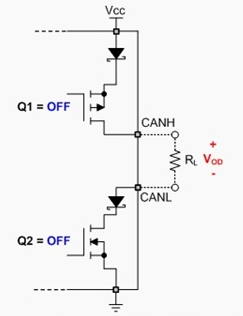 Vcc
Q1 = OFF
CANH
+
RL VOD
-
CANL
Q2 = OFF